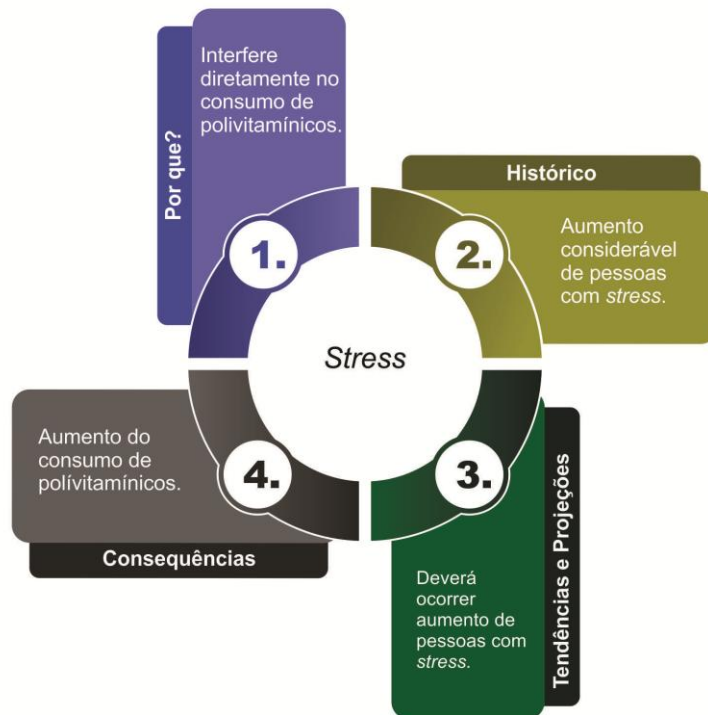 Por que?
Interfere
diretamente no
consumo de
polivitamínicos.
1.
Histórico
Aumento
considerável
de pessoas
com stress.
2.
Stress
Tendências e Projeções
Deverá
ocorrer
aumento de
pessoas com
stress.
3.
Aumento do
consumo de
polívitamínicos.
4.
Consequências